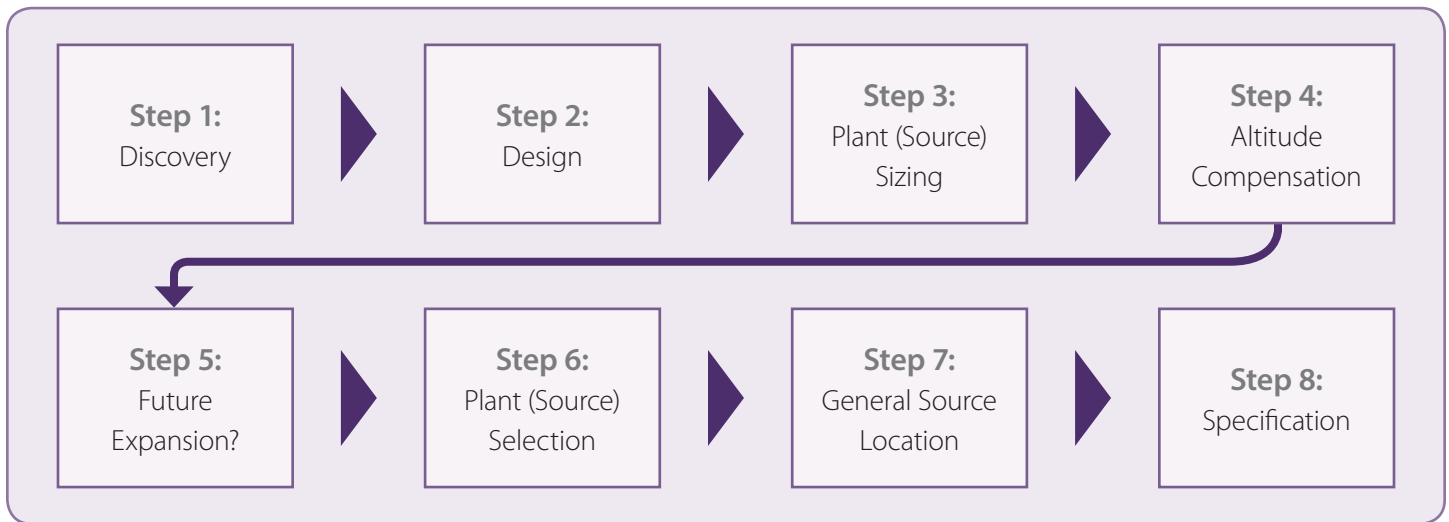 Step 1:
Discovery
Step 2:
Design
Step 3:
Plant (Source)
Sizing
Step 4:
Altitude
Compensation
Step 5:
Future
Expansion?
Step 6:
Plant (Source)
Selection
Step 7:
General Source
Location
Step 8:
Specification